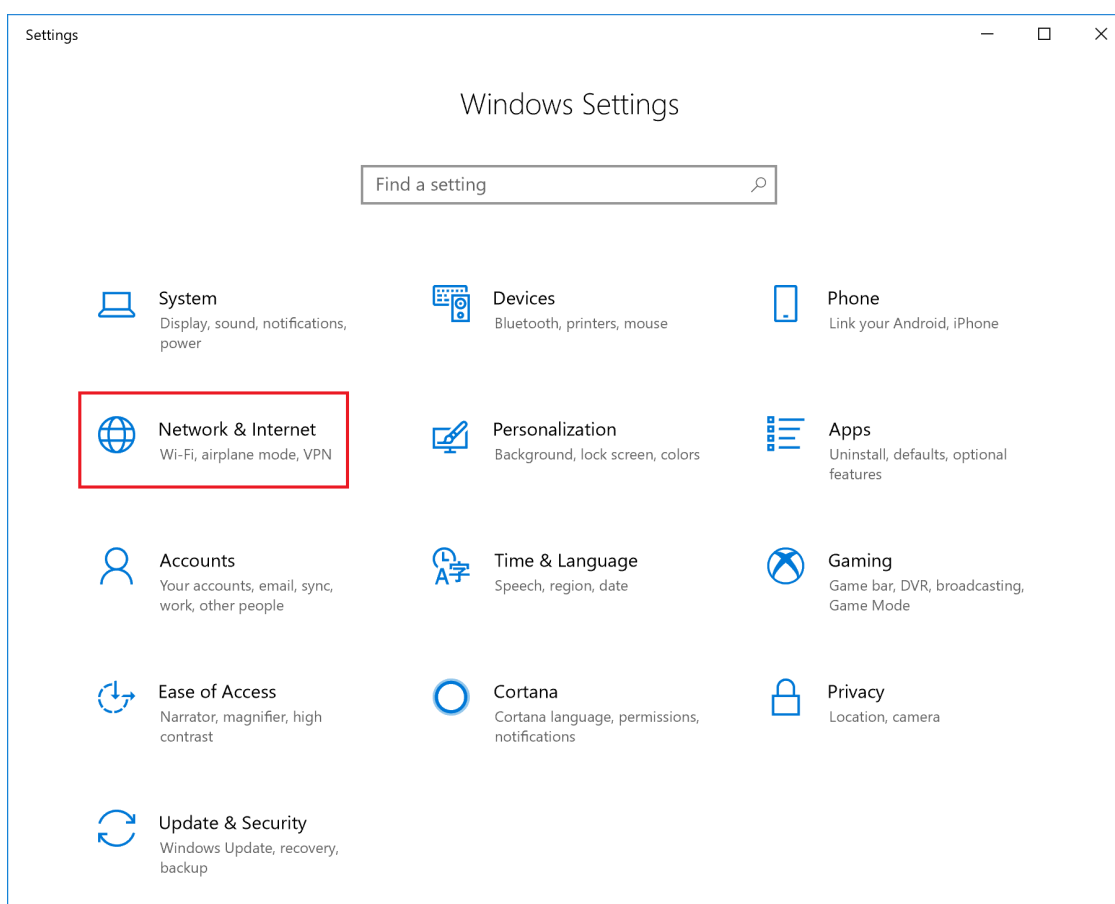 Settings
Windows Settings
Find a setting
System
Display, sound, notifications,
power
Devices
Bluetooth, printers, mouse
Phone
Link your Android, iPhone
Network & Internet
Wi-Fi, airplane mode, VPN
Personalization
Background, lock screen, colors
Apps
Uninstall, defaults, optional
features
Accounts
Your accounts, email, sync,
work, other people
Time & Language
Speech, region, date
Gaming
Game bar, DVR, broadcasting,
Game Mode
Ease of Access
Narrator, magnifier, high
contrast
Cortana
Cortana language, permissions,
notifications
Privacy
Location, camera
Update & Security
Windows Update, recovery,
backup